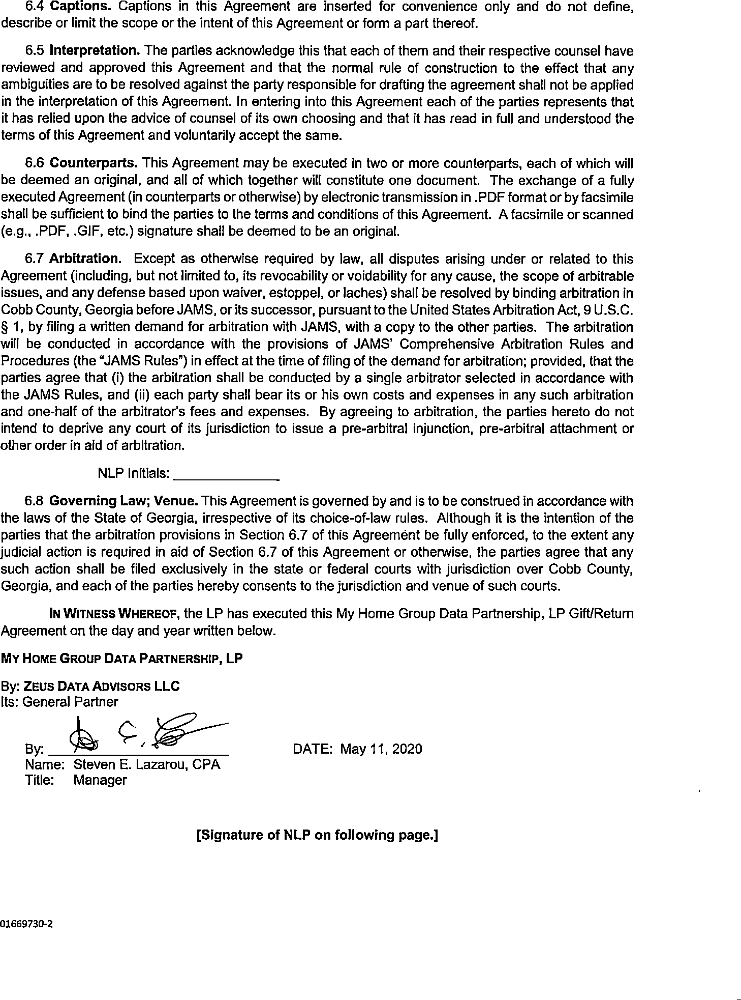 6.4 Captions. Captions in this Agreement are inserted for convenience only and do not define,
describe or limit the scope or the intent of this Agreement or form a part thereof.
6.5 Interpretation. The parties acknowledge this that each of them and their respective counsel have
reviewed and approved this Agreement and that the normal rule of construction to the effect that any
ambiguities are to be resolved against the party responsible for drafting the agreement shall not be applied
in the interpretation of this Agreement. In entering into this Agreement each of the parties represents that
it has relied upon the advice of counsel of its own choosing and that it has read in full and understood the
terms of this Agreement and voluntarily accept the same.
6.6 Counterparts. This Agreement may be executed in two or more counterparts, each of which will
be deemed an original, and all of which together will constitute one document. The exchange of a fully
executed Agreement (in counterparts or otherwise) by electronic transmission in .PDF format or by facsimile
shall be sufficient to bind the parties to the terms and conditions of this Agreement. A facsimile or scanned
(e.g., .PDF, .GIF, etc.) signature shall be deemed to be an original.
6.7 Arbitration. Except as otherwise required by law, all disputes arising under or related to this
Agreement (including, but not limited to, its revocability or voidability for any cause, the scope of arbitrable
issues, and any defense based upon waiver, estoppel, or laches) shall be resolved by binding arbitration in
Cobb County, Georgia before JAMS, or its successor, pursuant to the United States Arbitration Act, 9 U.S.C.
§ 1, by filing a written demand for arbitration with JAMS, with a copy to the other parties. The arbitration
will be conducted in accordance with the provisions of JAMS' Comprehensive Arbitration Rules and
Procedures (the "JAMS Rules") in effect at the time of filing of the demand for arbitration; provided, that the
parties agree that (i) the arbitration shall be conducted by a single arbitrator selected in accordance with
the JAMS Rules, and (ii) each party shall bear its or his own costs and expenses in any such arbitration
and one-half of the arbitrator's fees and expenses. By agreeing to arbitration, the parties hereto do not
intend to deprive any court of its jurisdiction to issue a pre-arbitral injunction, pre-arbitral attachment or
other order in aid of arbitration.
NLP Initials:
6.8 Governing Law; Venue. This Agreement is governed by and is to be construed in accordance with
the laws of the State of Georgia, irrespective of its choice-of-law rules. Although it is the intention of the
parties that the arbitration provisions in Section 6.7 of this Agreement be fully enforced, to the extent any
judicial action is required in aid of Section 6.7 of this Agreement or otherwise, the parties agree that any
such action shall be filed exclusively in the state or federal courts with jurisdiction over Cobb County,
Georgia, and each of the parties hereby consents to the jurisdiction and venue of such courts.
IN WITNESS WHEREOF, the LP has executed this My Home Group Data Partnership, LP Gift/Return
Agreement on the day and year written below.
MY HOME GROUP DATA PARTNERSHIP, LP
By: ZEUS DATA ADVISORS LLC
Its: General Partner
By: DATE: May 11, 2020
Name: Steven E. Lazarou, CPA
Title: Manager
[Signature of NLP on following page.]
01669730-2